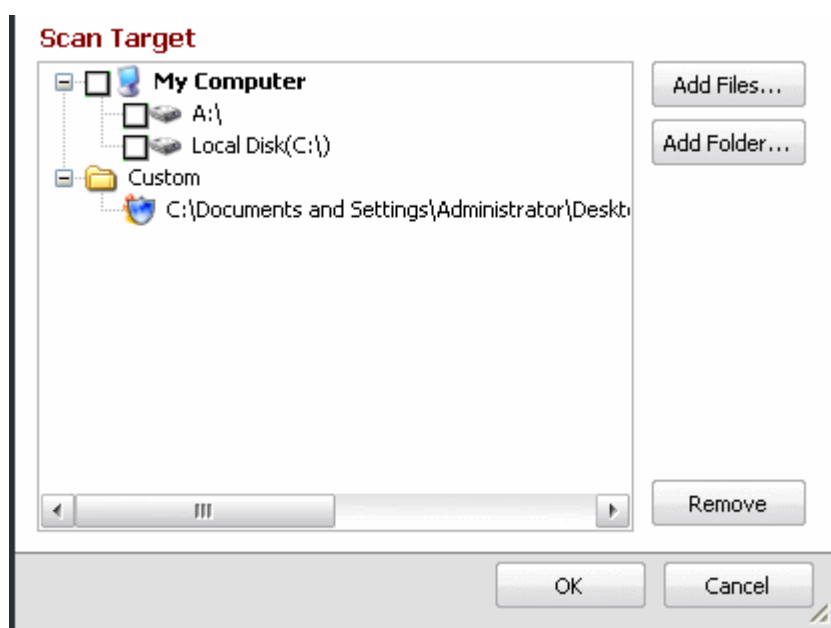 Scan Target
My Computer
Add Files...
A:\
Local Disk(C:\)
Add Folder...
Custom
C:\Documents and Settings\Administrator\Deskt
Remove
OK
Cancel